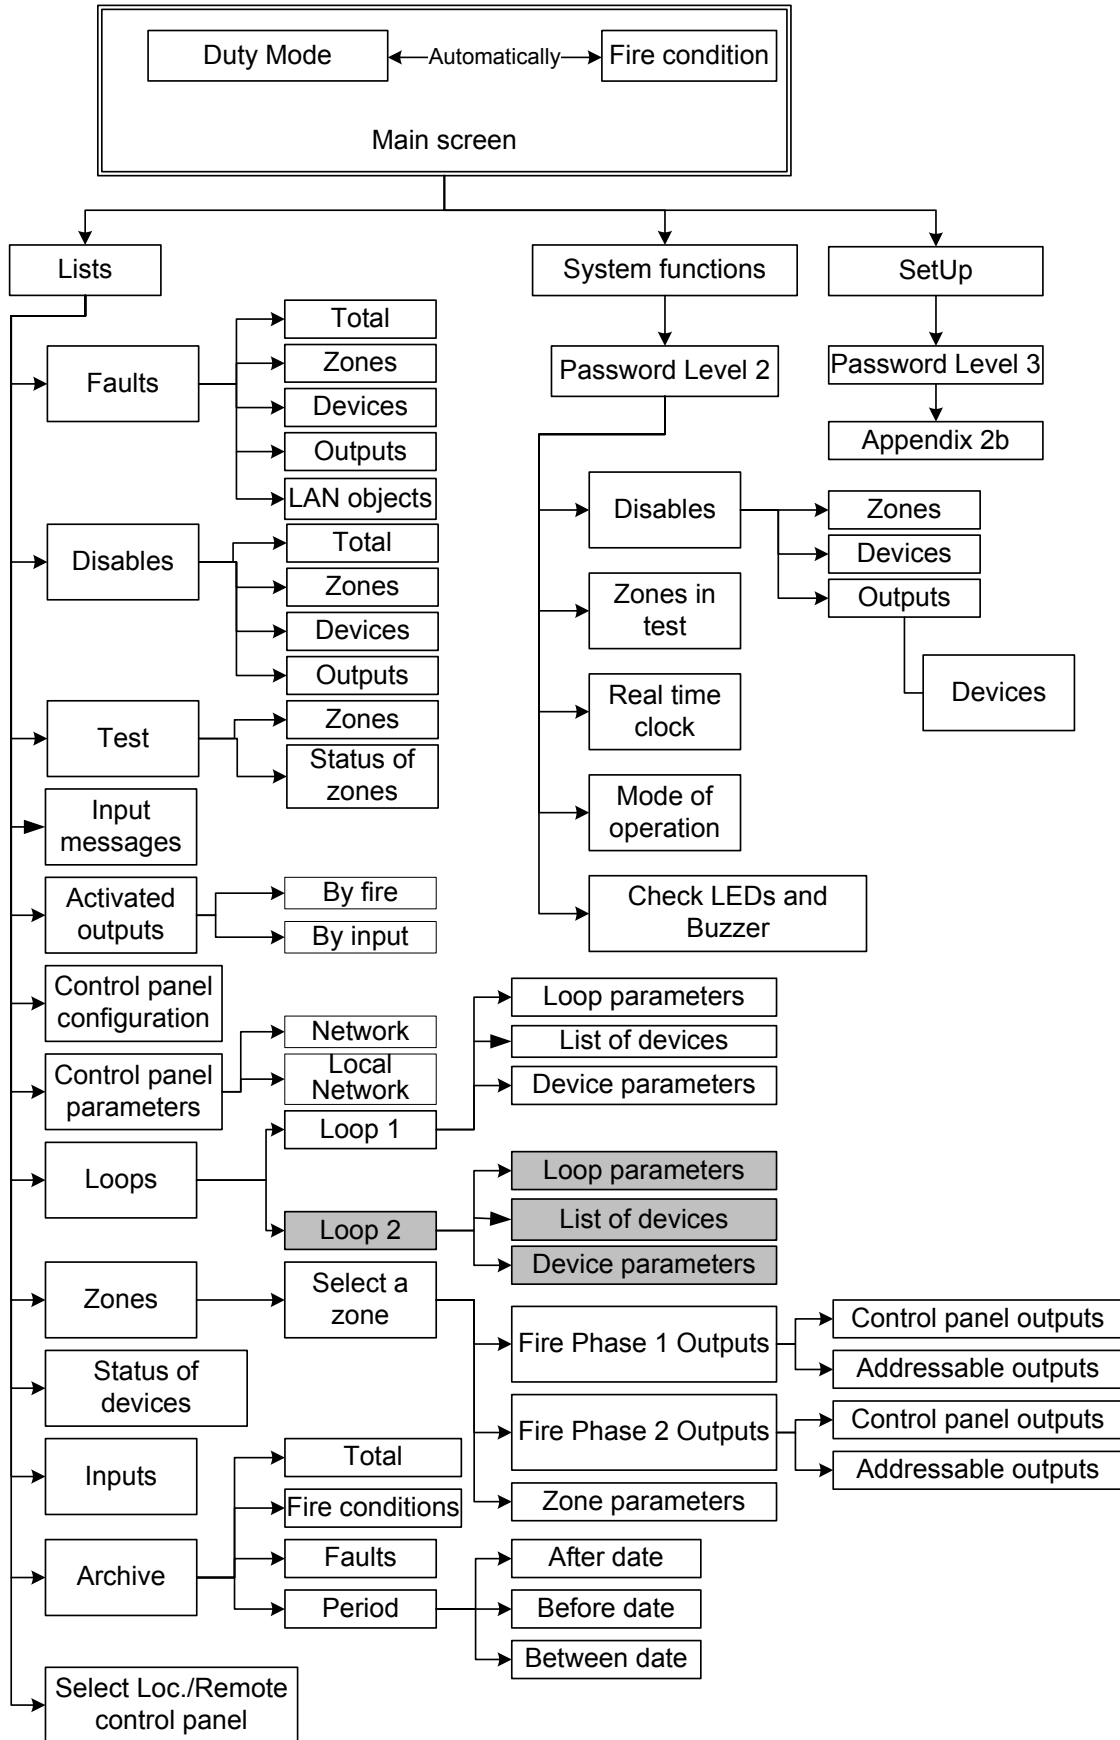 Duty Mode
Automatically
Fire condition
Main screen
Lists
System functions
SetUp
Password Level 2
Password Level 3
Appendix 2b
Faults
Total
Zones
Devices
Outputs
LAN objects
Disables
Total
Zones
Devices
Outputs
Test
Zones
Status of
zones
Input
messages
Activated
outputs
By fire
By input
Control panel
configuration
Control panel
parameters
Network
Local
Network
Loops
Loop 1
Loop parameters
List of devices
Device parameters
Loop 2
Loop parameters
List of devices
Device parameters
Zones
Select a
zone
Fire Phase 1 Outputs
Control panel outputs
Addressable outputs
Fire Phase 2 Outputs
Control panel outputs
Addressable outputs
Zone parameters
Status of
devices
Inputs
Archive
Total
Fire conditions
Faults
Period
After date
Before date
Between date
Select Loc./Remote
control panel
Disables
Zones
Devices
Outputs
Devices
Zones in
test
Real time
clock
Mode of
operation
Check LEDs and
Buzzer